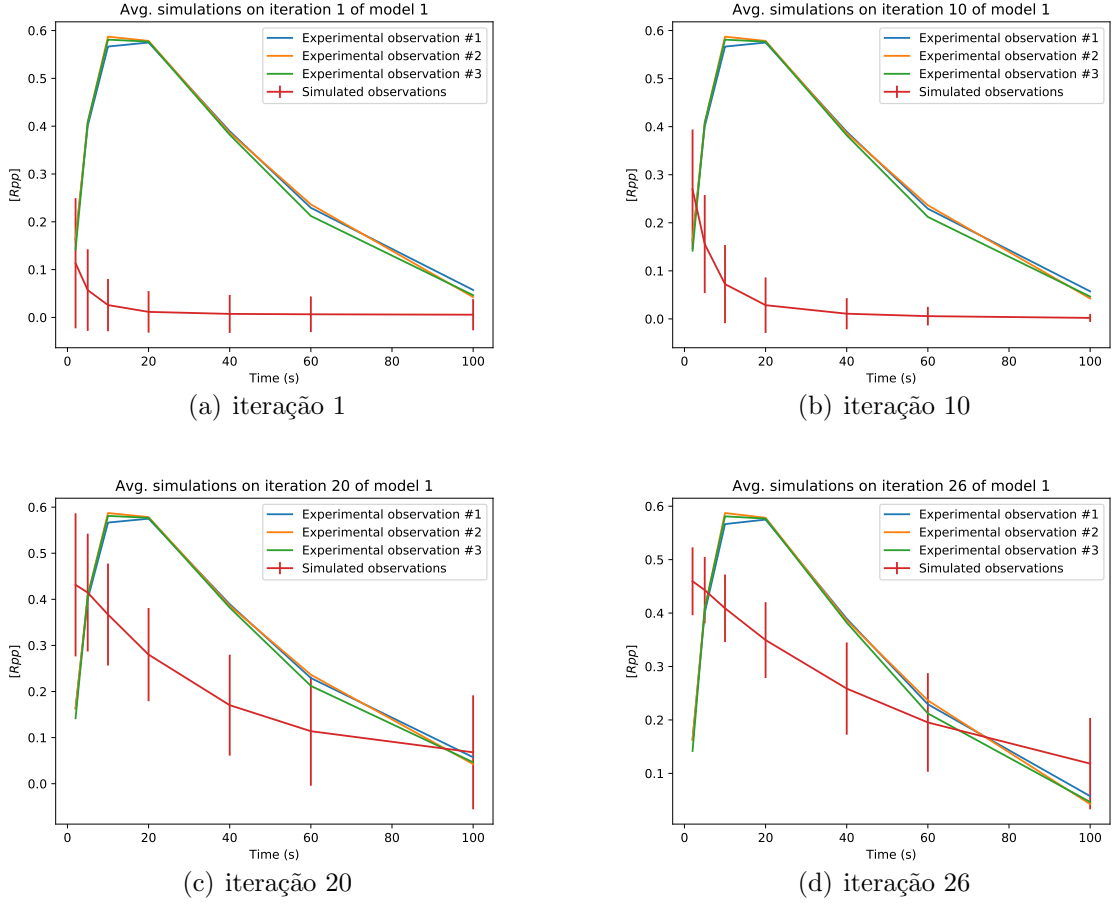 Avg. simulations on iteration 1 of model 1
0.6
0.5
0.4
0.3
0.2
0.1
0.0
[Rpp]
Experimental observation #1
Experimental observation #2
Experimental observation #3
Simulated observations
0 20 40 60 80 100
Time (s)
(a) iteração 1
Avg. simulations on iteration 10 of model 1
0.6
0.5
0.4
0.3
0.2
0.1
0.0
[Rpp]
Experimental observation #1
Experimental observation #2
Experimental observation #3
Simulated observations
0 20 40 60 80 100
Time (s)
(b) iteração 10
Avg. simulations on iteration 20 of model 1
0.6
0.5
0.4
0.3
0.2
0.1
0.0
[Rpp]
Experimental observation #1
Experimental observation #2
Experimental observation #3
Simulated observations
0 20 40 60 80 100
Time (s)
(c) iteração 20
Avg. simulations on iteration 26 of model 1
0.6
0.5
0.4
0.3
0.2
0.1
[Rpp]
Experimental observation #1
Experimental observation #2
Experimental observation #3
Simulated observations
0 20 40 60 80 100
Time (s)
(d) iteração 26